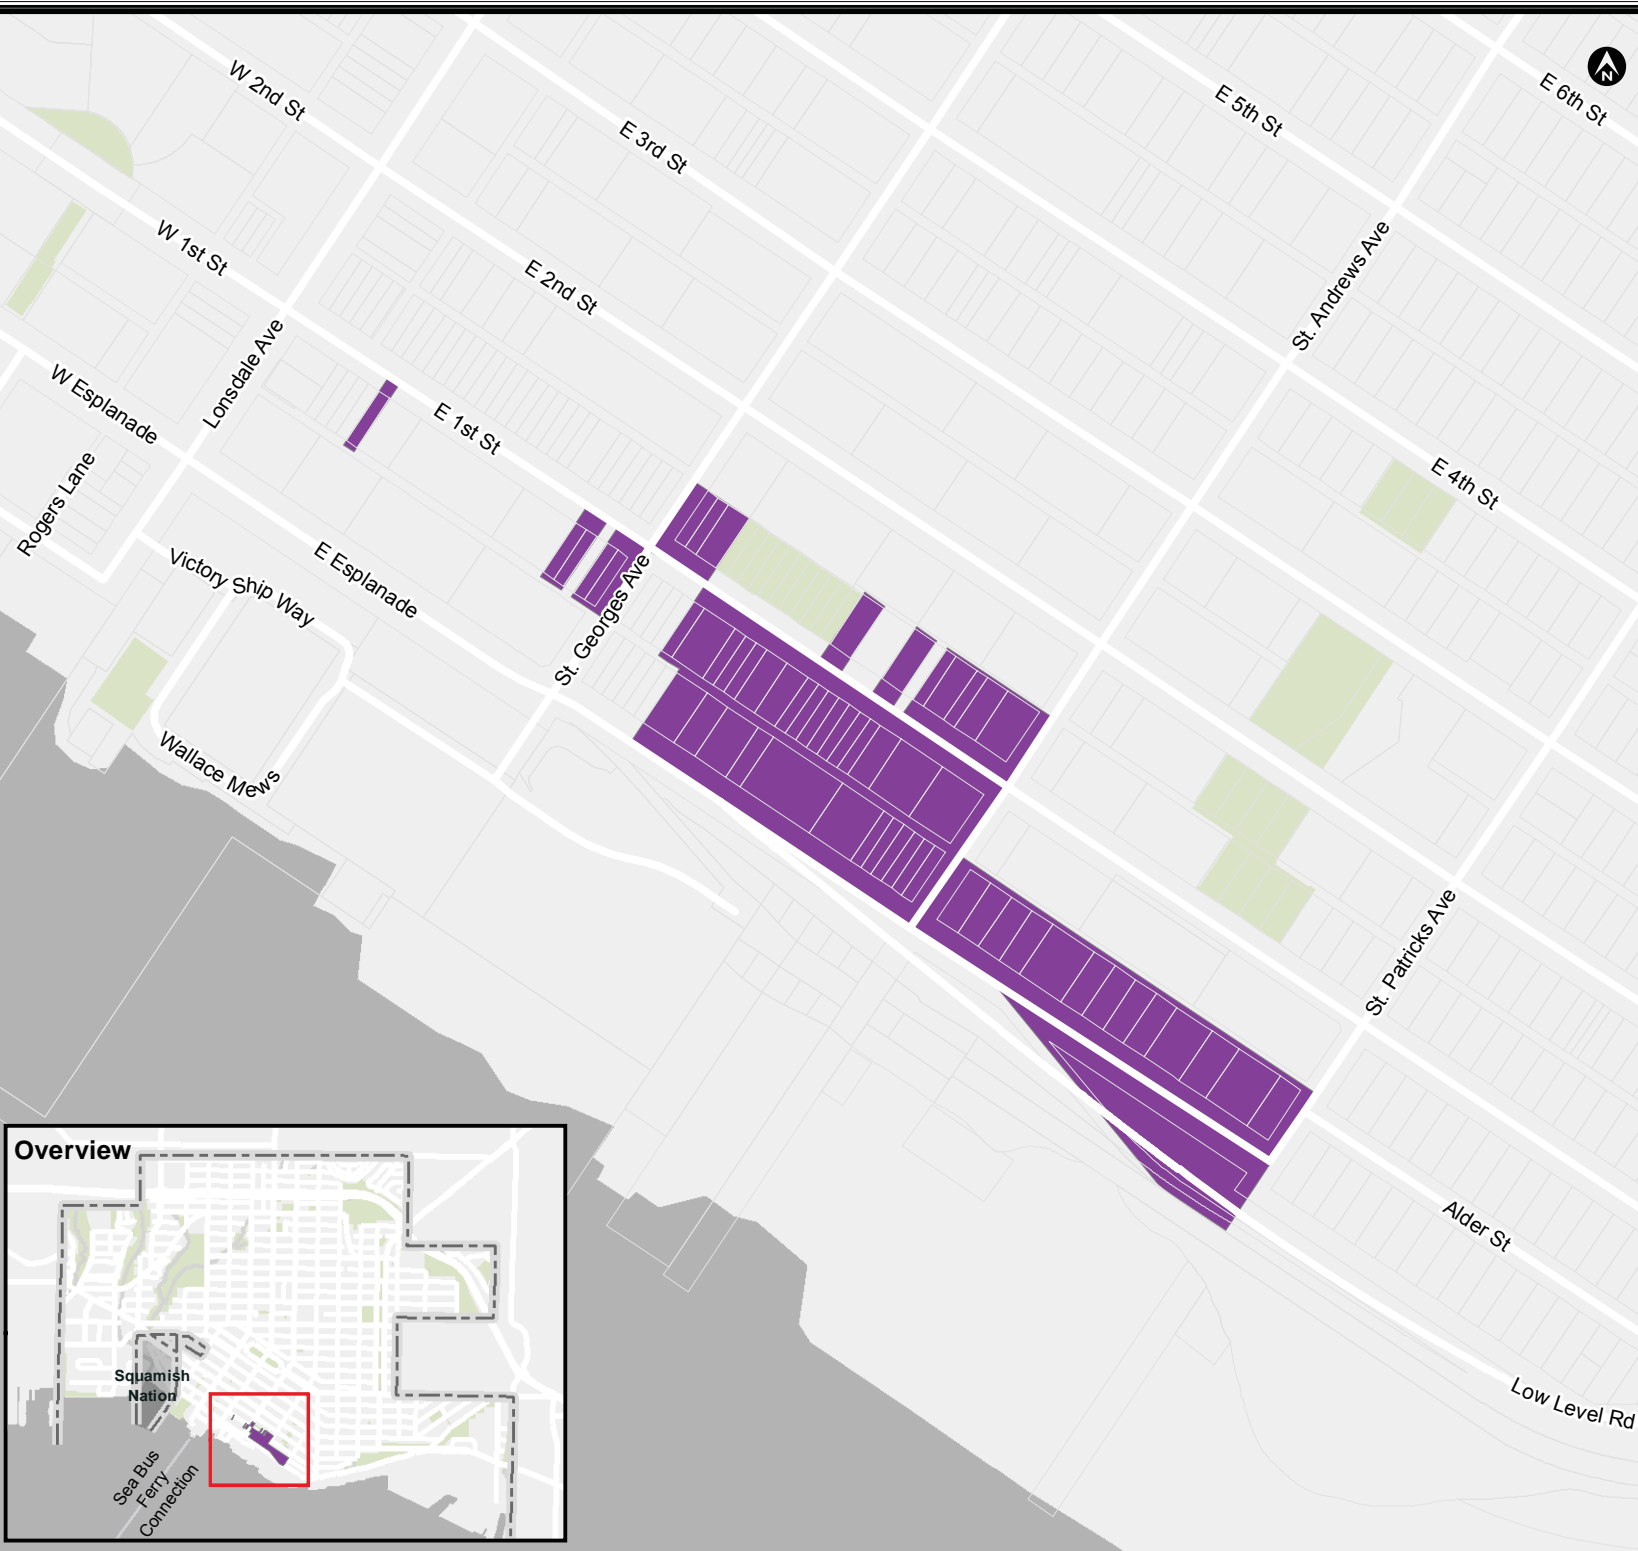 N
W 2nd St
E 3rd St
E 5th St
E 6th St
W 1st St
E 2nd St
St. Andrews Ave
Lonsdale Ave
W Esplanade
E 1st St
E 4th St
Rogers Lane
Victory Ship Way
E Esplanade
St. Georges Ave
Wallace Mews
St. Patricks Ave
Alder St
Low Level Rd
Overview
Squamish
Nation
Sea Bus
Ferry
Connection